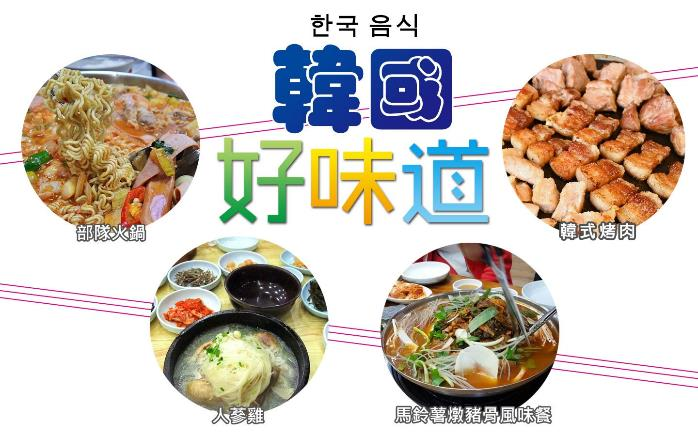 한국 음식
韓國
好味道
部隊火鍋
韓式烤肉
人蔘雞
馬鈴薯燉豬骨風味餐